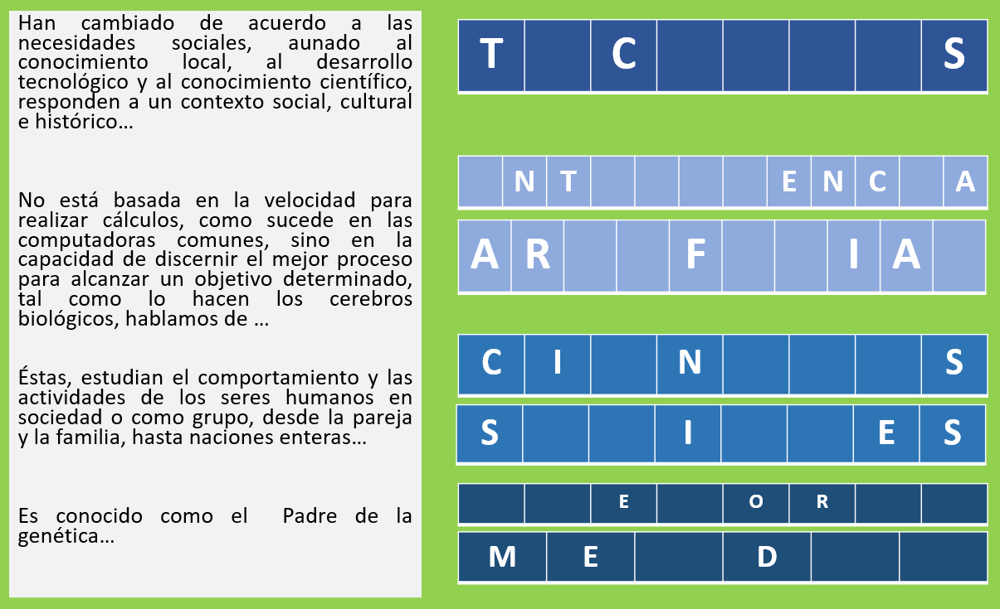 Han cambiado de acuerdo a las
necesidades sociales, aunado al
conocimiento local, al desarrollo
tecnológico y al conocimiento científico,
responden a un contexto social, cultural
e histórico…
No está basada en la velocidad para
realizar cálculos, como sucede en las
computadoras comunes, sino en la
capacidad de discernir el mejor proceso
para alcanzar un objetivo determinado,
tal como lo hacen los cerebros
biológicos, hablamos de …
Éstas, estudian el comportamiento y las
actividades de los seres humanos en
sociedad o como grupo, desde la pareja
y la familia, hasta naciones enteras…
Es conocido como el Padre de la
genética…
T C S
N T E N C A
A R F I A
C I N S
S I E S
E O R
M E D